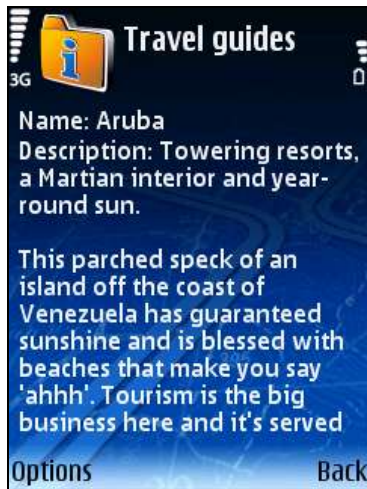 Travel guides
3G
Name: Aruba
Description: Towering resorts,
a Martian interior and year-
round sun.
This parched speck of an
island off the coast of
Venezuela has guaranteed
sunshine and is blessed with
beaches that make you say
'ahhh'. Tourism is the big
business here and it's served
Options
Back